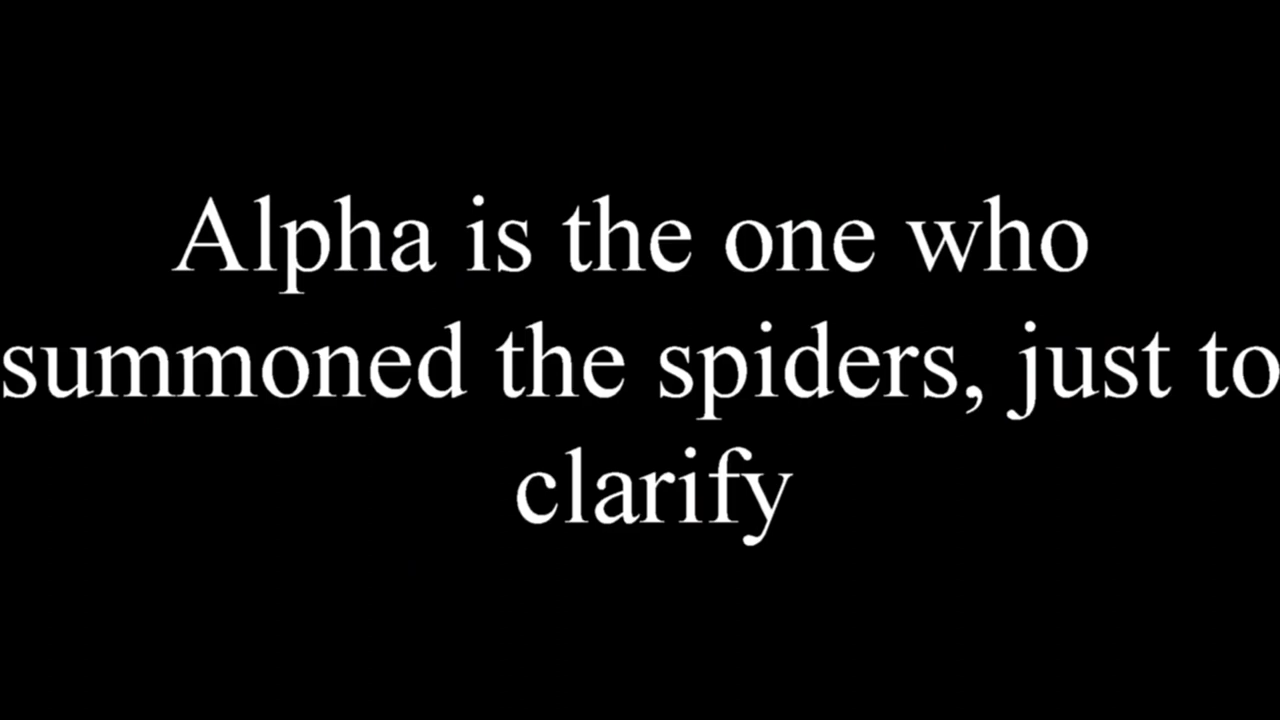 Alpha is the one who
summoned the spiders, just to
clarify